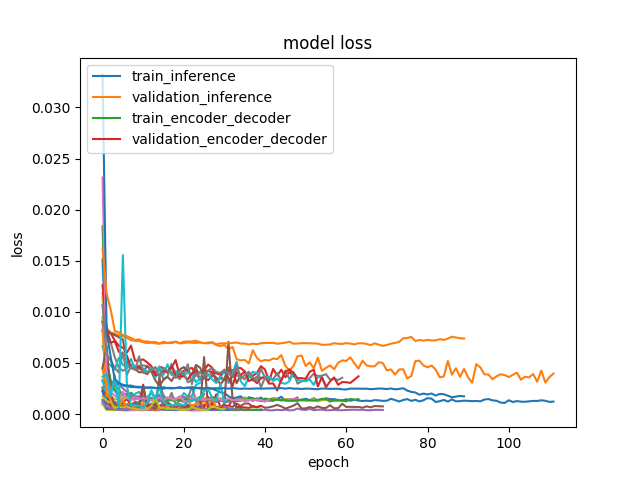 model loss
train_inference
validation_inference
train_encoder_decoder
validation_encoder_decoder
0.030
0.025
0.020
0.015
0.010
0.005
0.000
loss
0 20 40 60 80 100
epoch